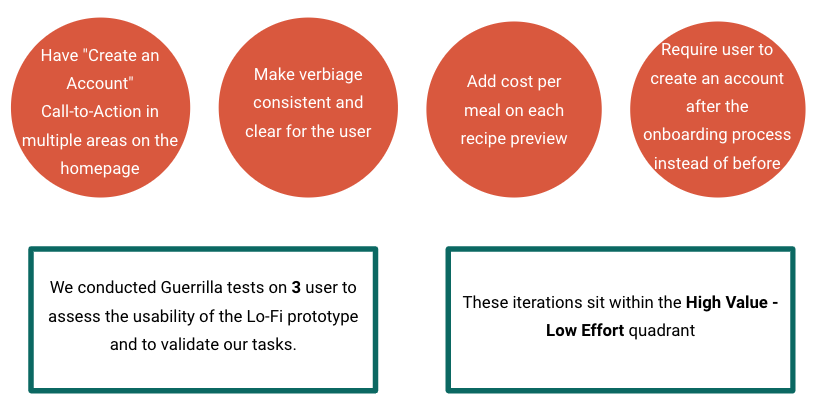 Have "Create an
Account"
Call-to-Action in
multiple areas on the
homepage
Make verbiage
consistent and
clear for the user
Add cost per
meal on each
recipe preview
Require user to
create an account
after the
onboarding process
instead of before
We conducted Guerrilla tests on 3 user to
assess the usability of the Lo-Fi prototype
and to validate our tasks.
These iterations sit within the High Value -
Low Effort quadrant